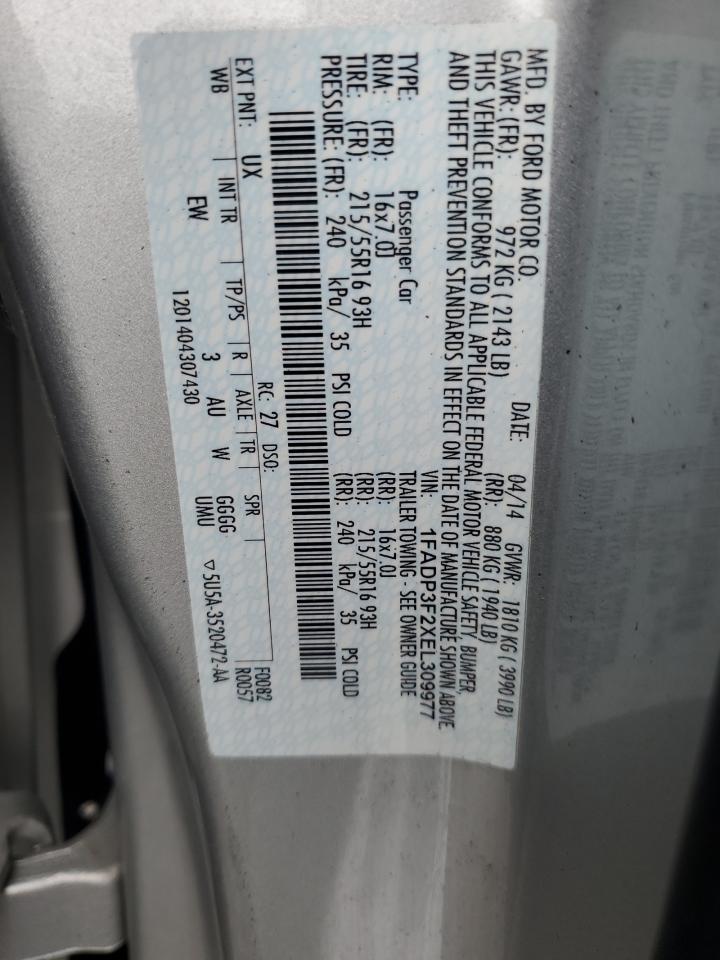 MFD. BY FORD MOTOR CO.
DATE: 04/14 GVWR: 1810 KG ( 3990 LB)
GAWR: (FR): 972 KG ( 2143 LB) (RR): 880 KG ( 1940 LB)
THIS VEHICLE CONFORMS TO ALL APPLICABLE FEDERAL MOTOR VEHICLE SAFETY, BUMPER,
AND THEFT PREVENTION STANDARDS IN EFFECT ON THE DATE OF MANUFACTURE SHOWN ABOVE.
VIN: 1FADP3F2XEL309977
TYPE: Passenger Car TRAILER TOWING - SEE OWNER GUIDE
RIM: (FR): 16x7.0J (RR): 16x7.0J
TIRE: (FR): 215/55R16 93H (RR): 215/55R16 93H
PRESSURE: (FR): 240 kPa/ 35 PSI COLD (RR): 240 kPa/ 35 PSI COLD
RC: 27 DSO: F0082
EXT PNT: UX R0057
WB INT TR TP/PS R AXLE TR SPR
EW 3 AU W GGGG
UMU
1201404307430 ▽5U5A-3520472-AA